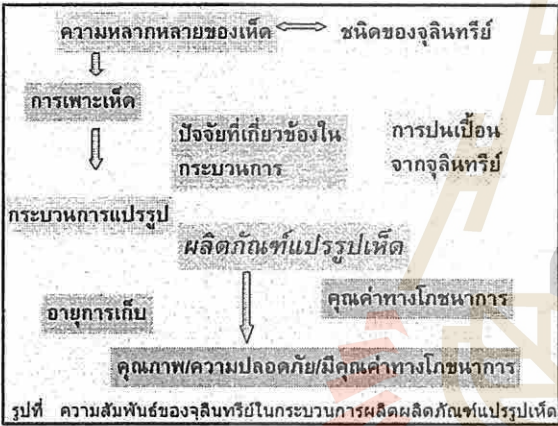 ความหลากหลายของเห็ด ชนิดของจุลินทรีย์
การเพาะเห็ด
ปัจจัยที่เกี่ยวข้องใน การปนเปื้อน
กระบวนการ จากจุลินทรีย์
กระบวนการแปรรูป
ผลิตภัณฑ์แปรรูปเห็ด
คุณค่าทางโภชนาการ
อายุการเก็บ
คุณภาพ/ความปลอดภัย/มีคุณค่าทางโภชนาการ
รูปที่ ความสัมพันธ์ของจุลินทรีย์ในกระบวนการผลิตผลิตภัณฑ์แปรรูปเห็ด